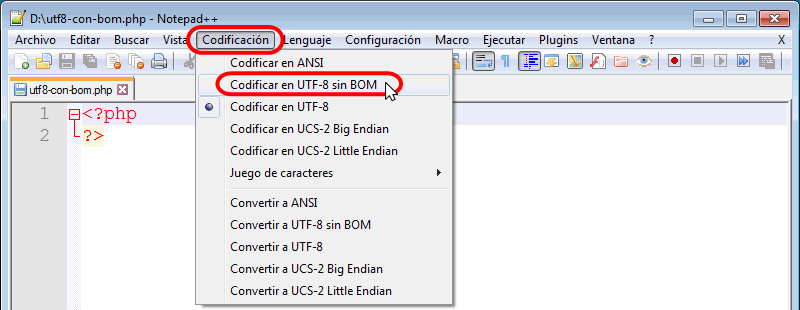 D:\utf8-con-bom.php - Notepad++
Archivo Editar Buscar Vista Codificación Lenguaje Configuración Macro Ejecutar Plugins Ventana ? X
utf8-con-bom.php
1 <?php
2 ?>
Codificar en ANSI
Codificar en UTF-8 sin BOM
Codificar en UTF-8
Codificar en UCS-2 Big Endian
Codificar en UCS-2 Little Endian
Juego de caracteres
Convertir a ANSI
Convertir a UTF-8 sin BOM
Convertir a UTF-8
Convertir a UCS-2 Big Endian
Convertir a UCS-2 Little Endian